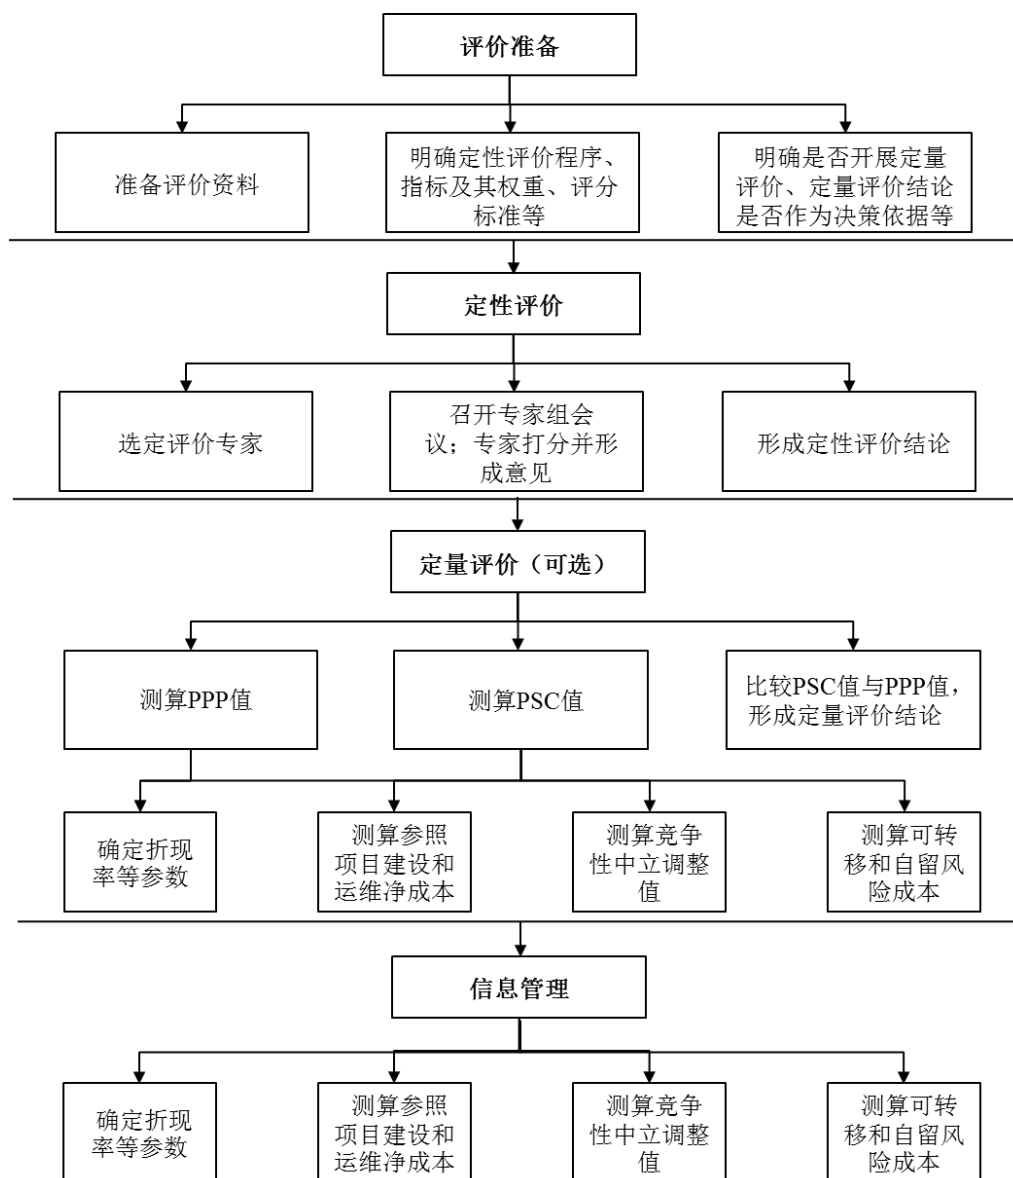 评价准备
准备评价资料
明确定性评价程序、
指标及其权重、评分
标准等
明确是否开展定量
评价、定量评价结论
是否作为决策依据等
定性评价
选定评价专家
召开专家组会
议；专家打分并形
成意见
形成定性评价结论
定量评价（可选）
测算PPP值
测算PSC值
比较PSC值与PPP值，
形成定量评价结论
确定折现
率等参数
测算参照
项目建设和
运维净成本
测算竞争
性中立调整
值
测算可转
移和自留风
险成本
信息管理
确定折现
率等参数
测算参照
项目建设和
运维净成本
测算竞争
性中立调整
值
测算可转
移和自留风
险成本